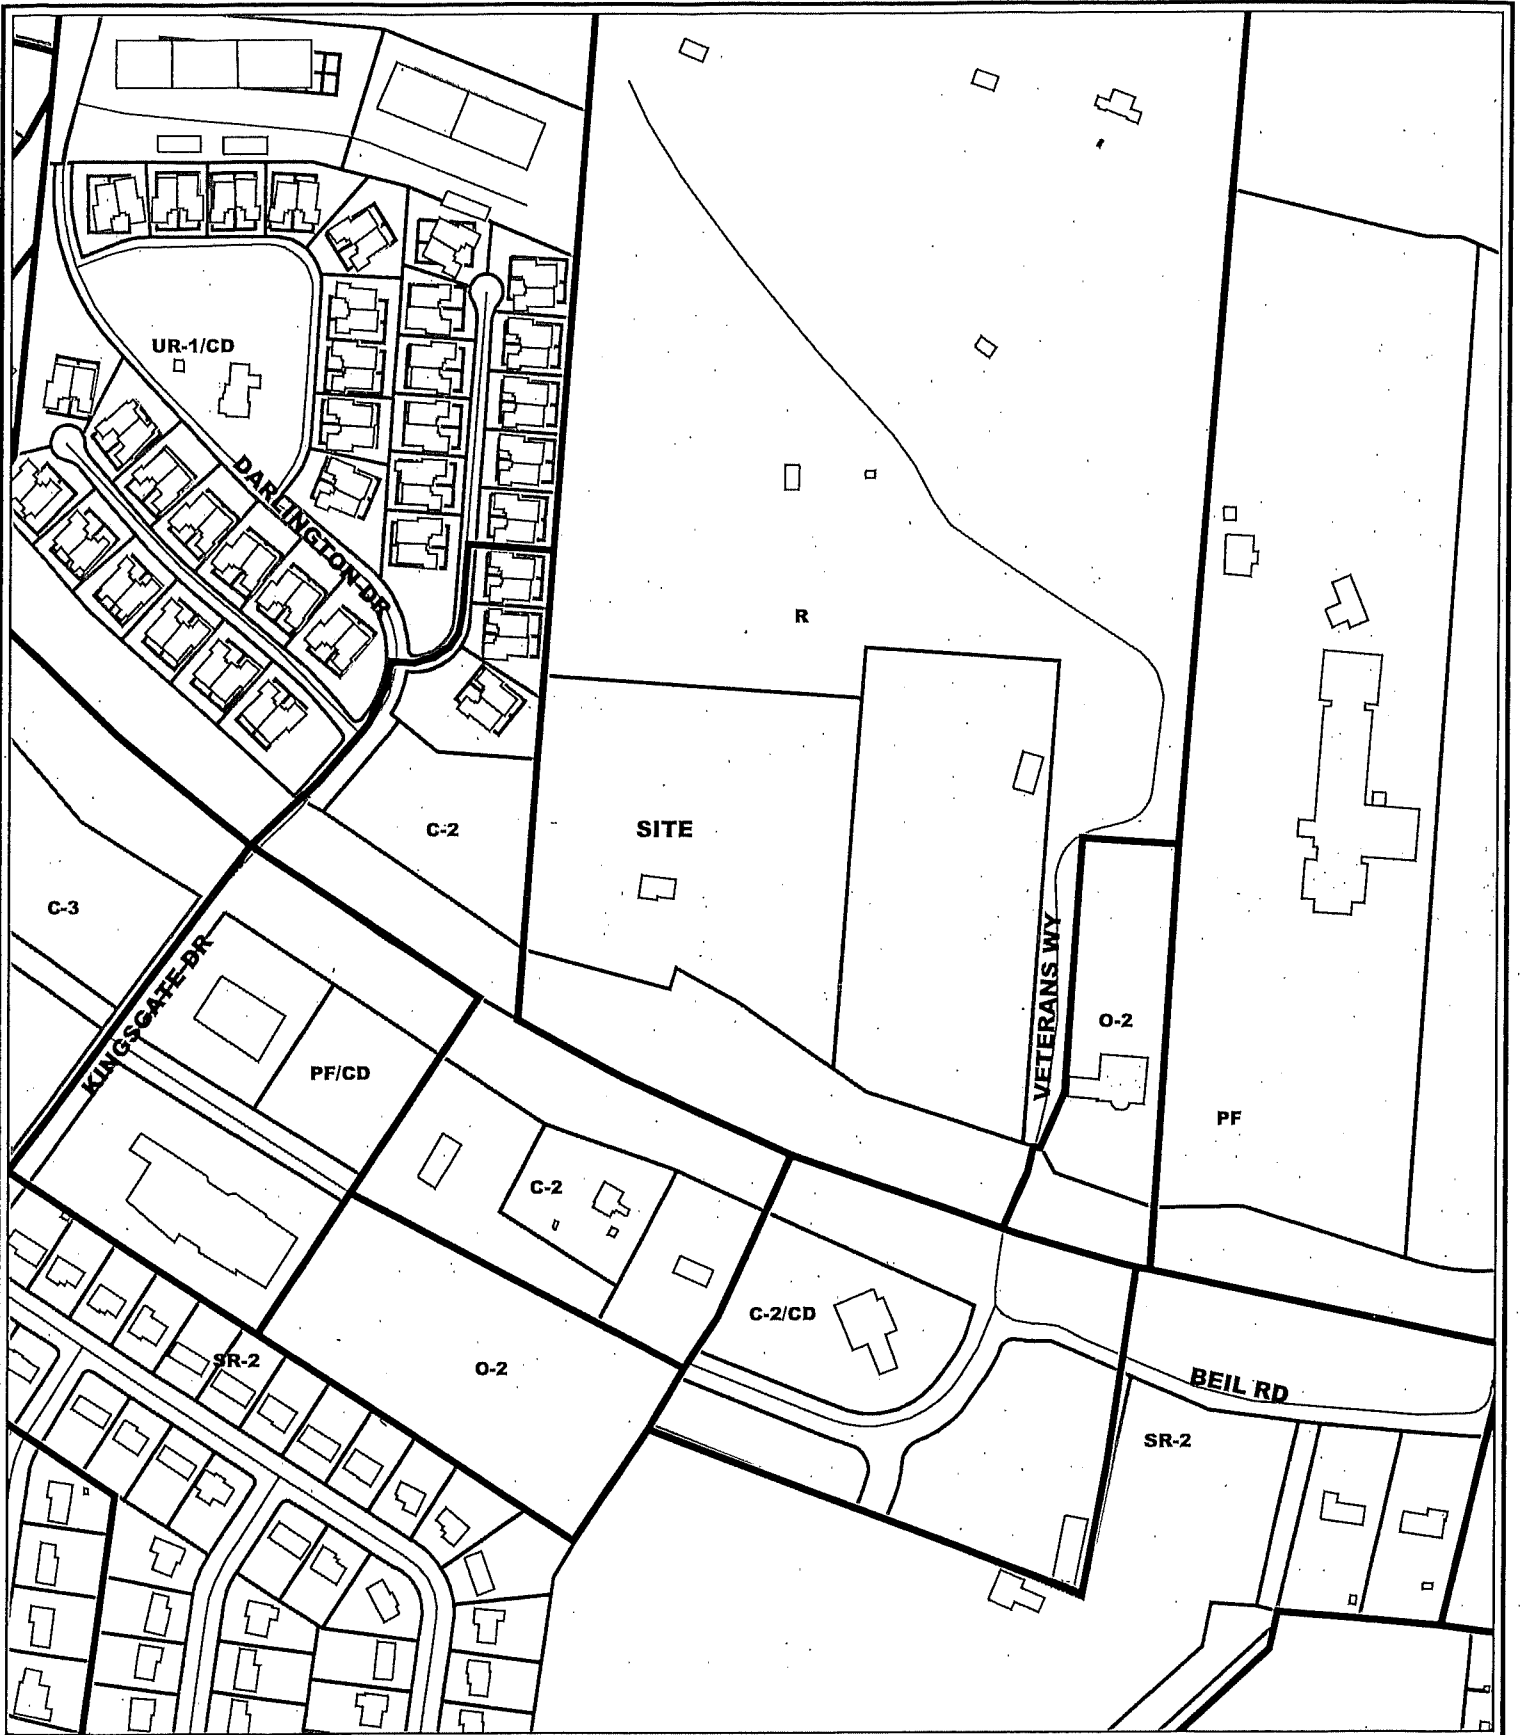 UR-1/CD
DARLINGTON DR
R
C-2
SITE
C-3
KINGSGATE DR
VETERANS WY
O-2
PF/CD
PF
C-2
C-2/CD
SR-2
O-2
BEIL RD
SR-2